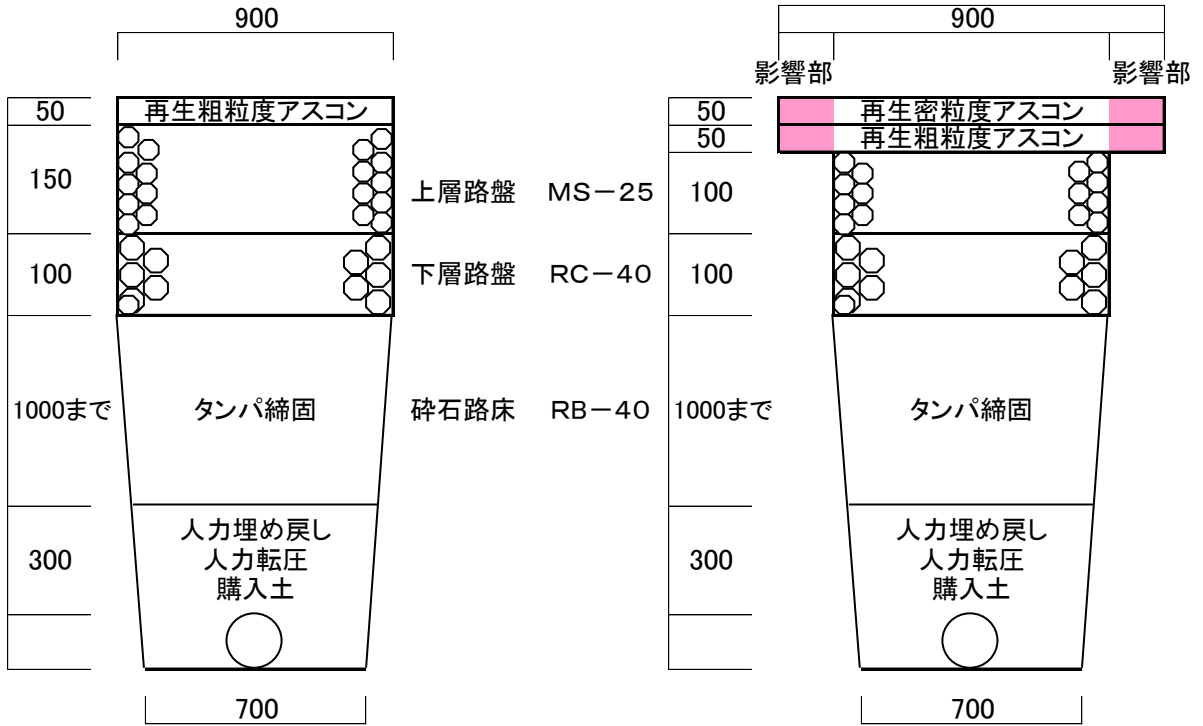 900
50
再生粗粒度アスコン
150
100
1000まで
タンパ締固
300
人力埋め戻し
人力転圧
購入土
700
上層路盤 MS－25
下層路盤 RC－40
砕石路床 RB－40
900
影響部
影響部
50
再生密粒度アスコン
50
再生粗粒度アスコン
100
100
1000まで
タンパ締固
300
人力埋め戻し
人力転圧
購入土
700